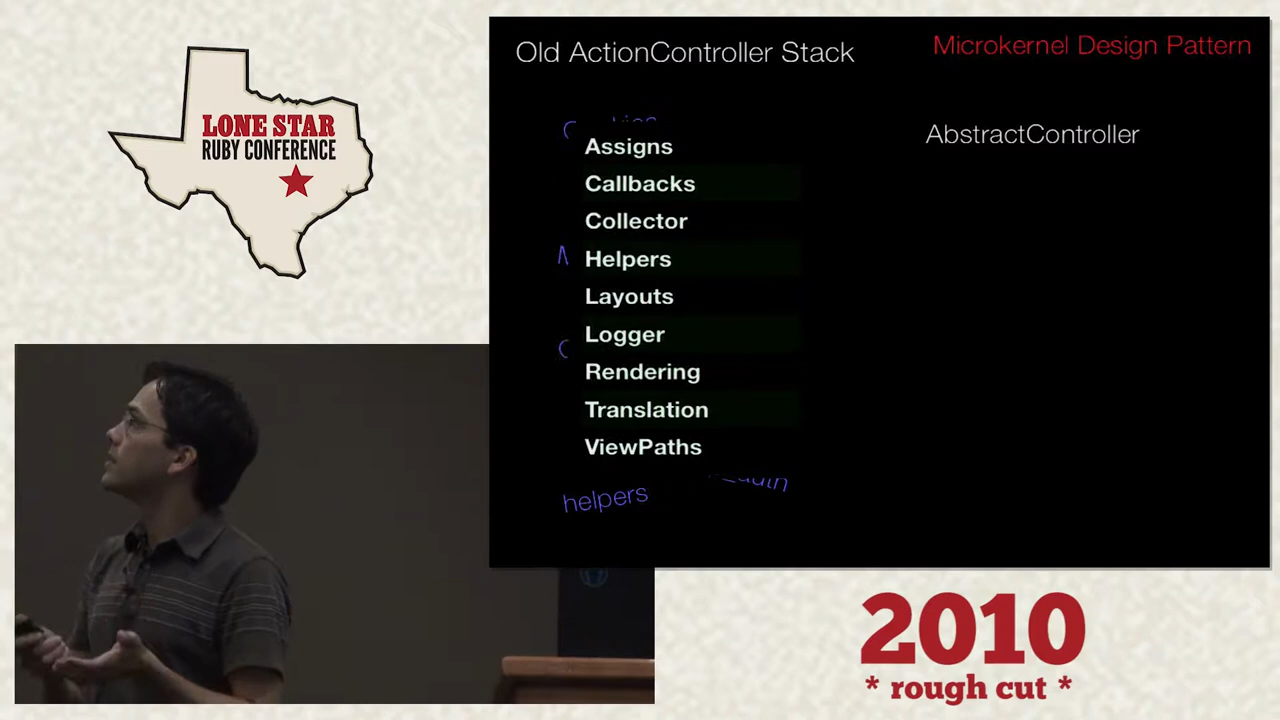 LONE STAR
RUBY CONFERENCE
Old ActionController Stack
Microkernel Design Pattern
AbstractController
Assigns
Callbacks
Collector
Helpers
Layouts
Logger
Rendering
Translation
ViewPaths
helpers
2010
* rough cut *